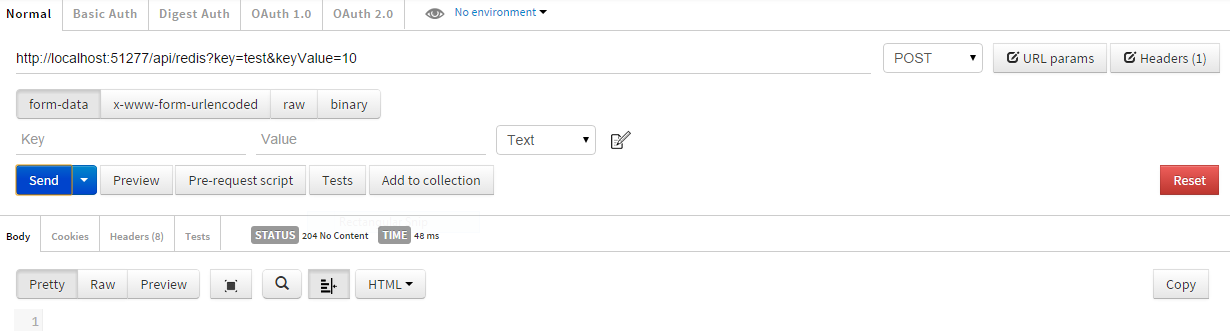 Normal Basic Auth Digest Auth OAuth 1.0 OAuth 2.0 No environment
http://localhost:51277/api/redis?key=test&keyValue=10 POST URL params Headers (1)
form-data x-www-form-urlencoded raw binary
Key Value Text
Send Preview Pre-request script Tests Add to collection Reset
Rectangular Snip
Body Cookies Headers (8) Tests STATUS 204 No Content TIME 48 ms
Pretty Raw Preview HTML Copy
1